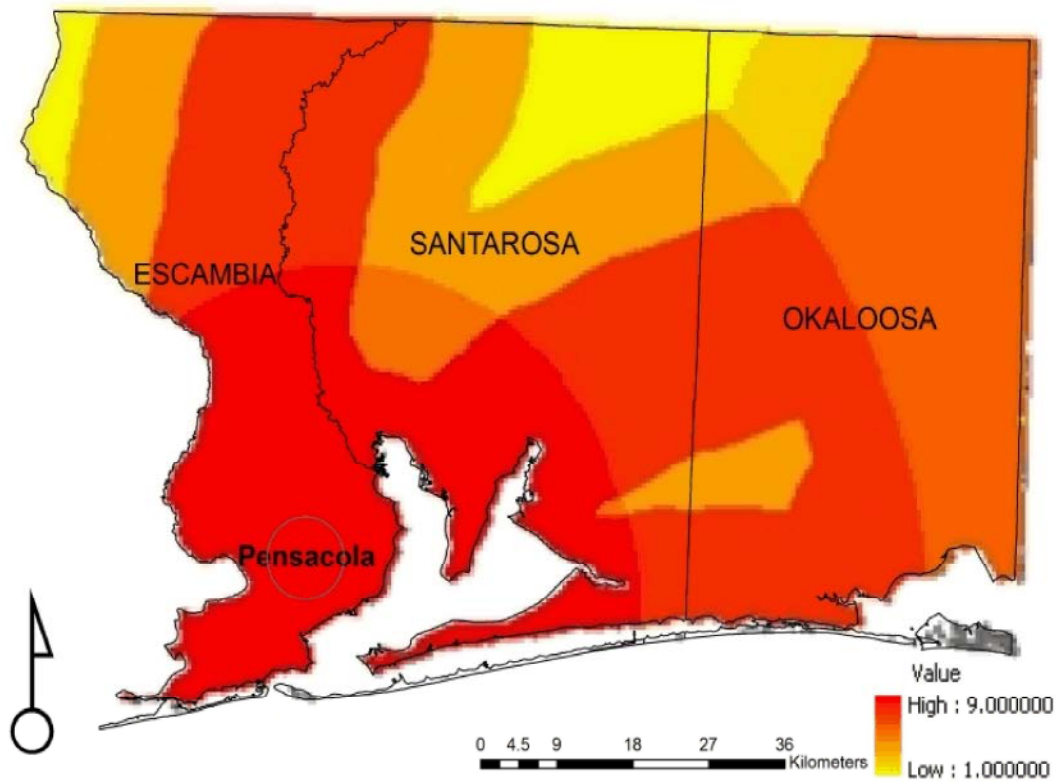 SANTAROSA
ESCAMBIA
OKALOOSA
Pensacola
Value
High : 9.000000
Low : 1.000000
0 4.5 9 18 27 36
Kilometers